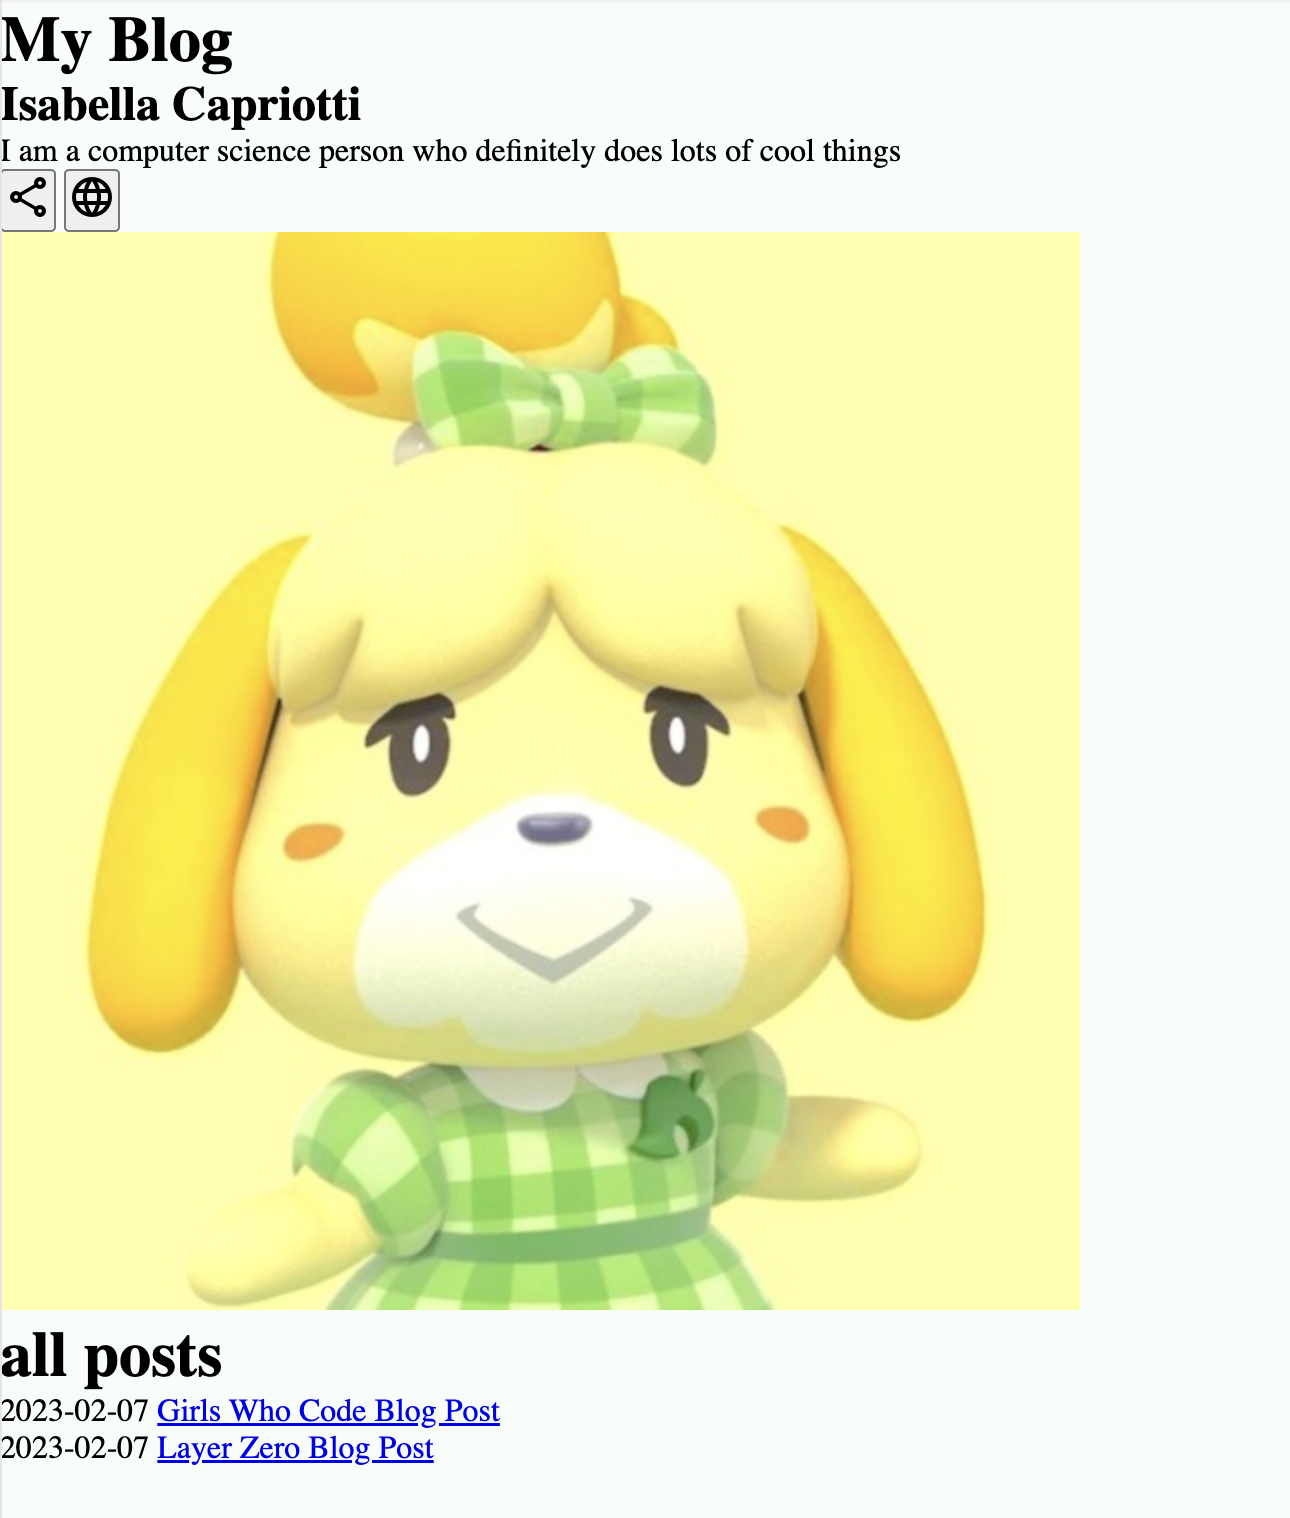 My Blog
Isabella Capriotti
I am a computer science person who definitely does lots of cool things
all posts
2023-02-07 Girls Who Code Blog Post
2023-02-07 Layer Zero Blog Post